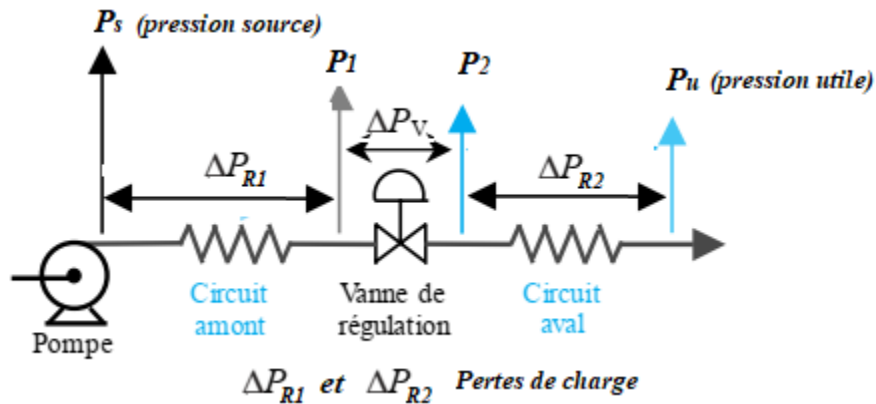 Ps (pression source)
P1
P2
Pu (pression utile)
ΔPV
ΔPR1
ΔPR2
Circuit amont
Vanne de régulation
Circuit aval
Pompe
ΔPR1 et ΔPR2 Pertes de charge